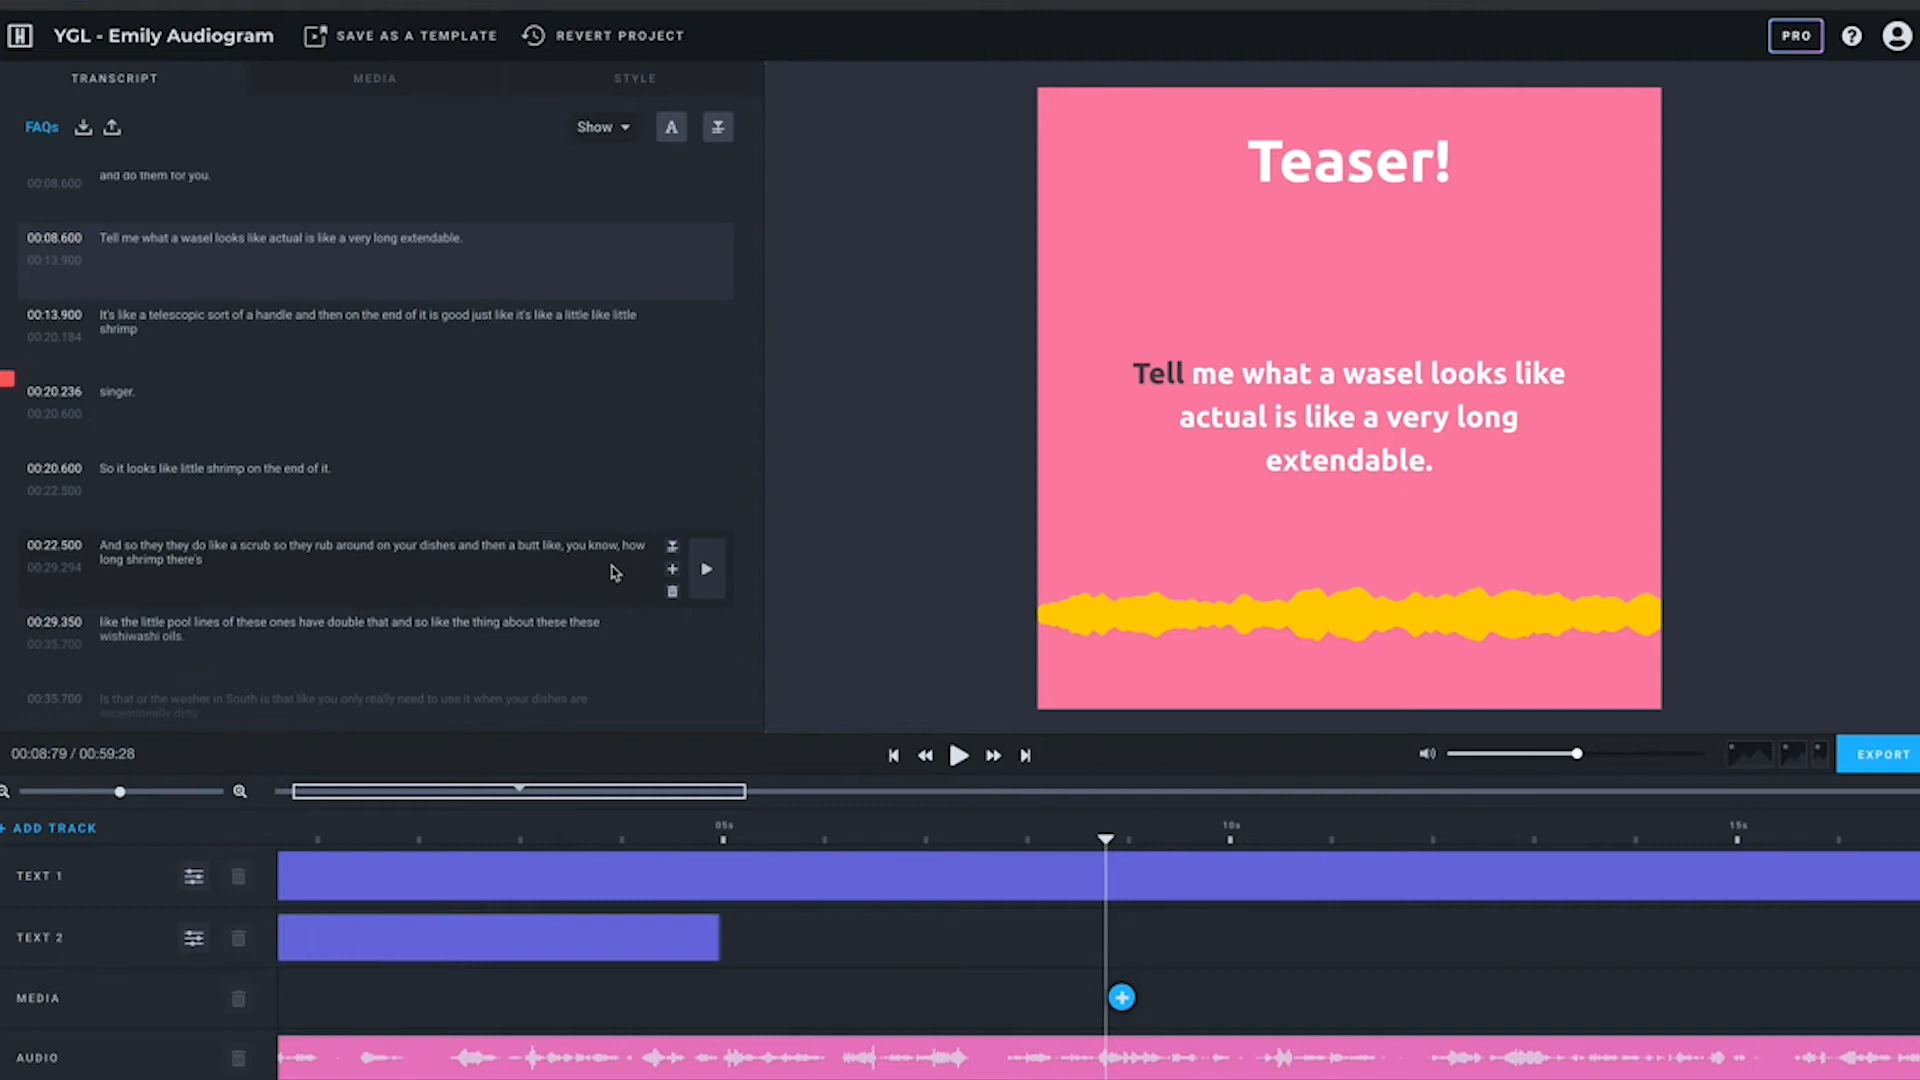 YGL - Emily Audiogram
SAVE AS A TEMPLATE
REVERT PROJECT
PRO
?
TRANSCRIPT
MEDIA
STYLE
FAQs
Show
A
00:08.600
and do them for you.
00:08.600
Tell me what a wasel looks like actual is like a very long extendable.
00:13.900
00:13.900
It's like a telescopic sort of a handle and then on the end of it is good just like it's like a little like little
shrimp
00:20.184
00:20.236
singer.
00:20.600
00:20.600
So it looks like little shrimp on the end of it.
00:22.500
00:22.500
And so they they do like a scrub so they rub around on your dishes and then a butt like, you know, how
long shrimp there's
00:29.294
00:29.350
like the little pool lines of these ones have double that and so like the thing about these these
wishiwashi oils.
00:35.700
00:35.700
Is that or the washer in South is that like you only really need to use it when your dishes are
exceptionally dirty
Teaser!
Tell me what a wasel looks like
actual is like a very long
extendable.
00:08:79 / 00:59:28
EXPORT
+ ADD TRACK
05s
10s
15s
TEXT 1
TEXT 2
MEDIA
AUDIO